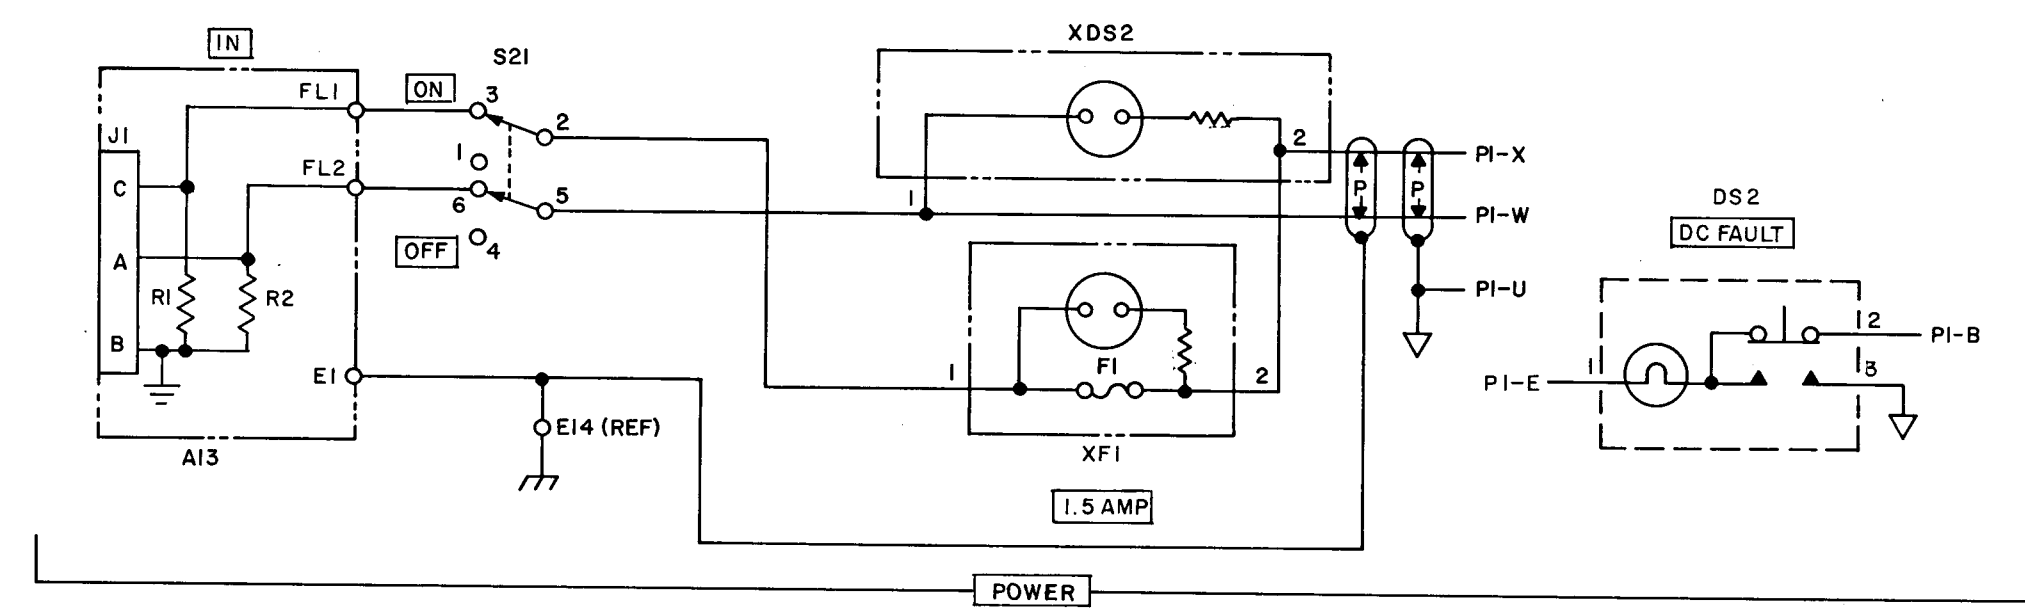 IN
S21
XDS2
FL1
ON
3
2
J1
C
FL2
1
6
5
OFF
4
A
R1
R2
B
E1
E14 (REF)
A13
1
2
P
P
P1-X
P1-W
P1-U
1
F1
2
XF1
1.5 AMP
DS2
DC FAULT
P1-E
1
2
P1-B
3
POWER